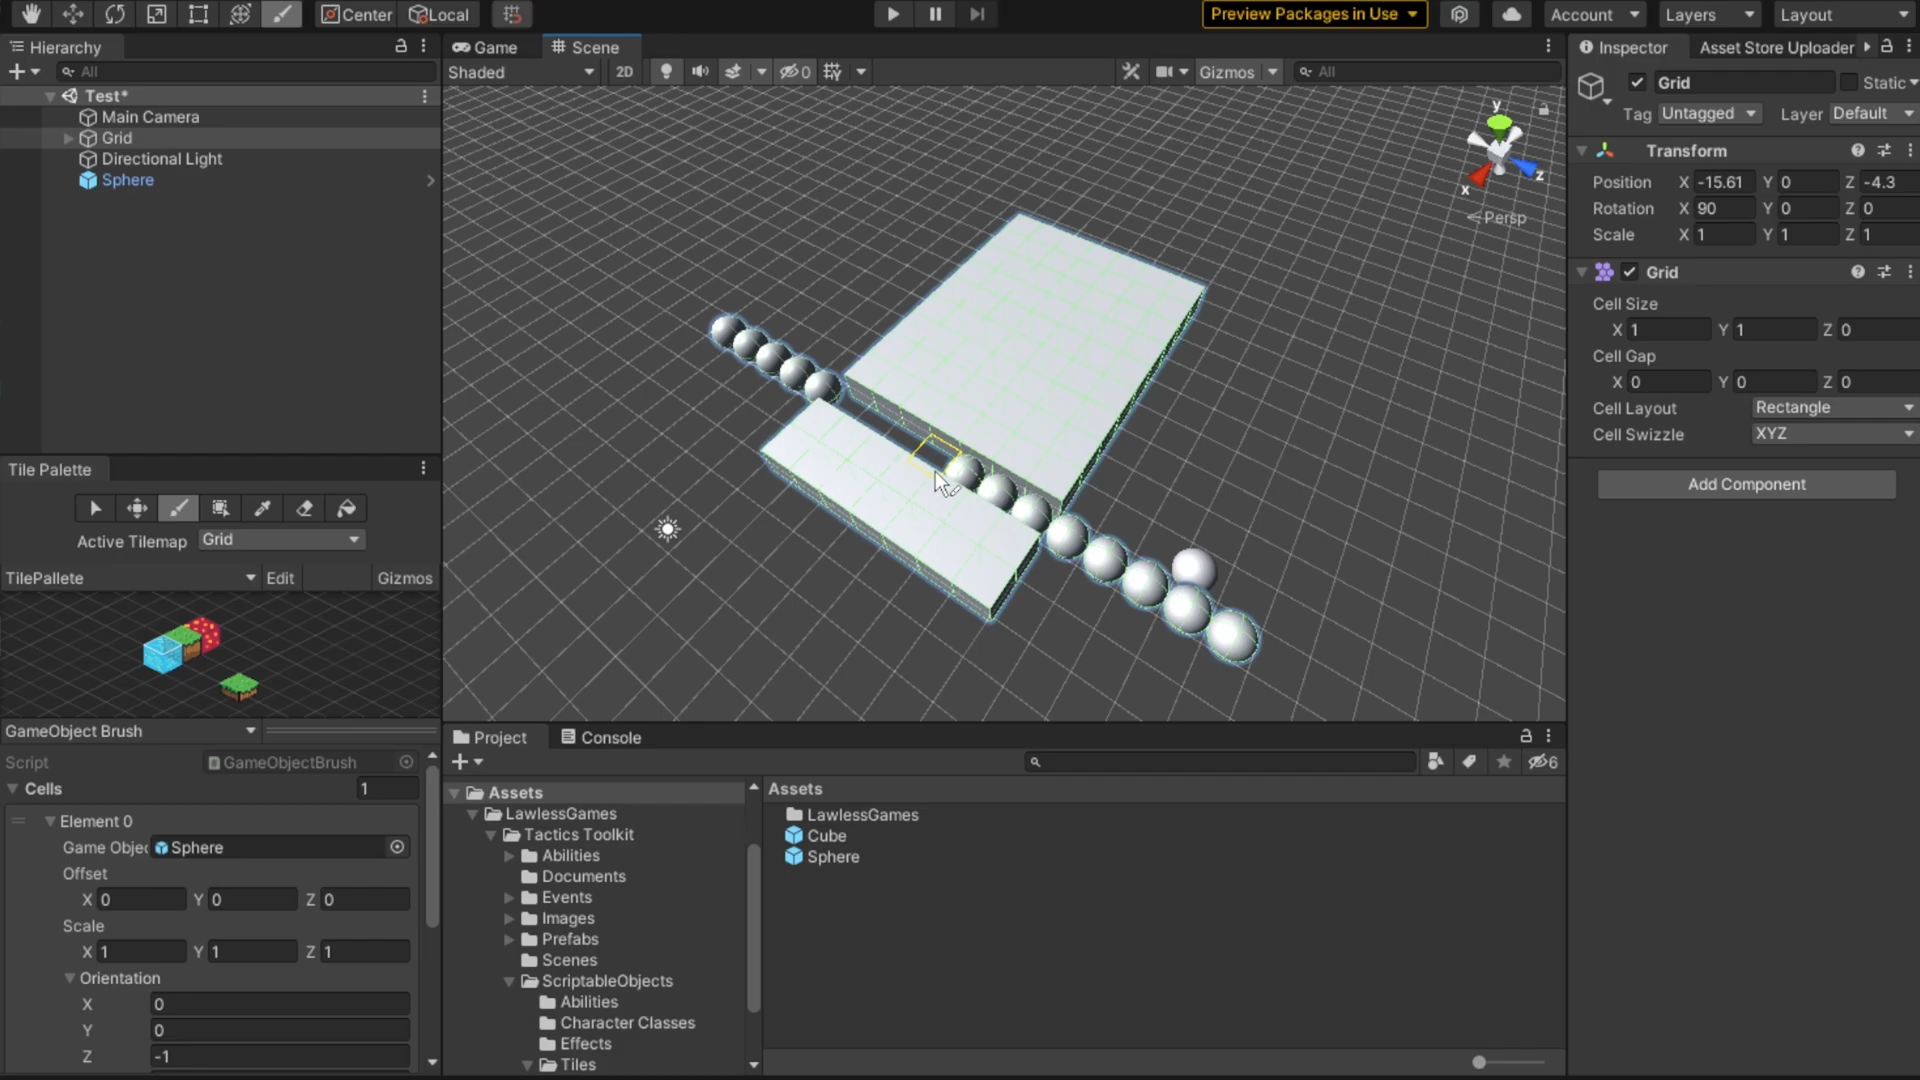 Center Local Preview Packages in Use Account Layers Layout
Hierarchy
All
Test*
Main Camera
Grid
Directional Light
Sphere
Tile Palette
Active Tilemap Grid
TilePallete Edit Gizmos
GameObject Brush
Script GameObjectBrush
Cells 1
Element 0
Game Objec Sphere
Offset
X 0 Y 0 Z 0
Scale
X 1 Y 1 Z 1
Orientation
X 0
Y 0
Z -1
Game Scene
Shaded 2D 0 Gizmos All
y
x
z
Persp
Project Console
6
Assets
LawlessGames
Tactics Toolkit
Abilities
Documents
Events
Images
Prefabs
Scenes
ScriptableObjects
Abilities
Character Classes
Effects
Tiles
Assets
LawlessGames
Cube
Sphere
Inspector Asset Store Uploader
Grid Static
Tag Untagged Layer Default
Transform
Position X -15.61 Y 0 Z -4.3
Rotation X 90 Y 0 Z 0
Scale X 1 Y 1 Z 1
Grid
Cell Size
X 1 Y 1 Z 0
Cell Gap
X 0 Y 0 Z 0
Cell Layout Rectangle
Cell Swizzle XYZ
Add Component